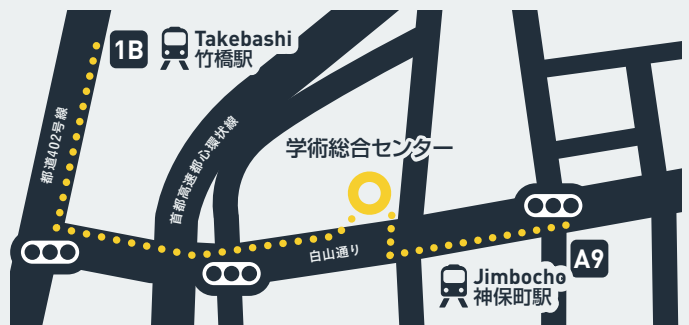 1B
Takebashi
竹橋駅
都道402号線
首都高速都心環状線
学術総合センター
白山通り
A9
Jimbocho
神保町駅